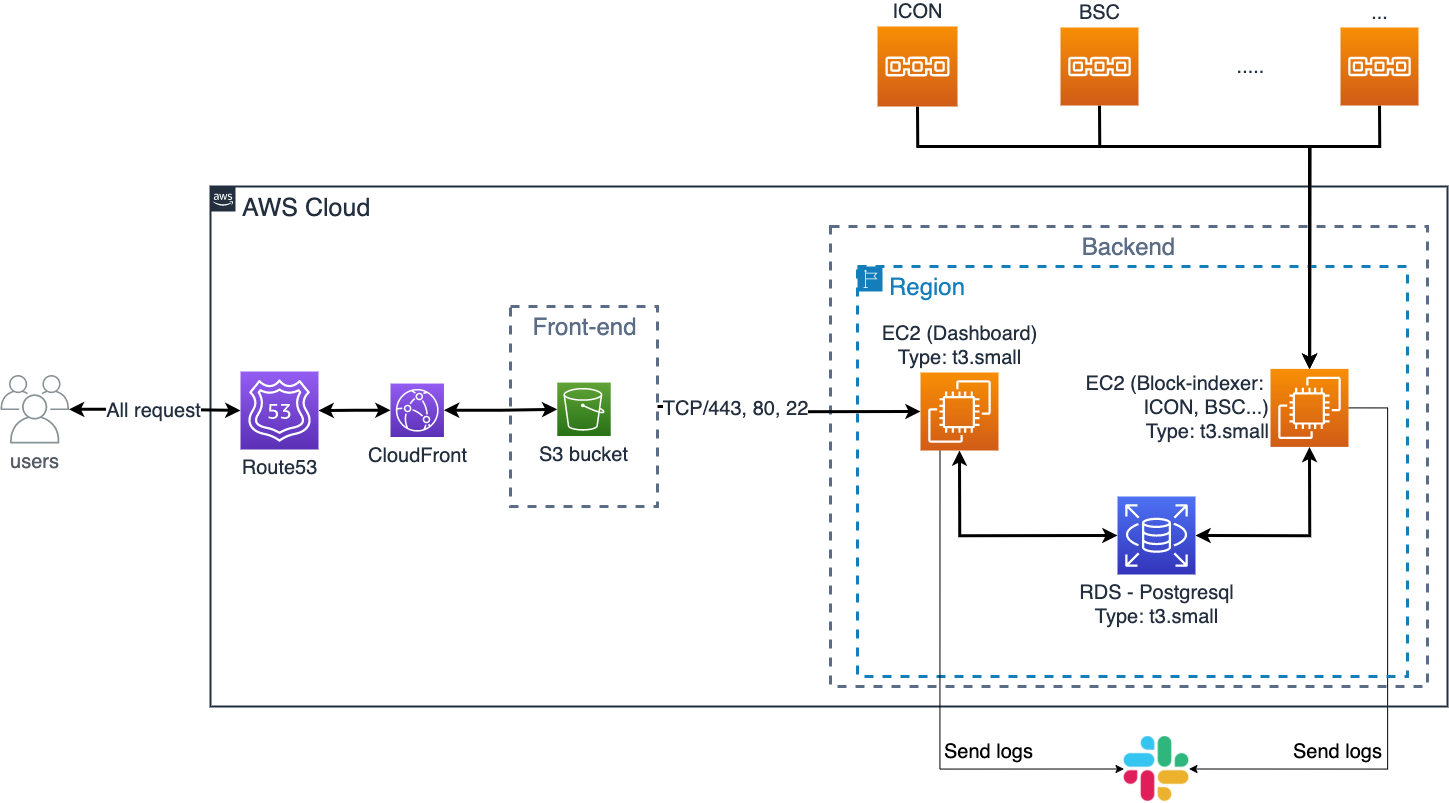 ICON
BSC
...
.....
aws
AWS Cloud
Backend
Region
Front-end
EC2 (Dashboard)
Type: t3.small
EC2 (Block-indexer:
ICON, BSC...)
Type: t3.small
users
All request
53
Route53
CloudFront
S3 bucket
TCP/443, 80, 22
RDS - Postgresql
Type: t3.small
Send logs
Send logs